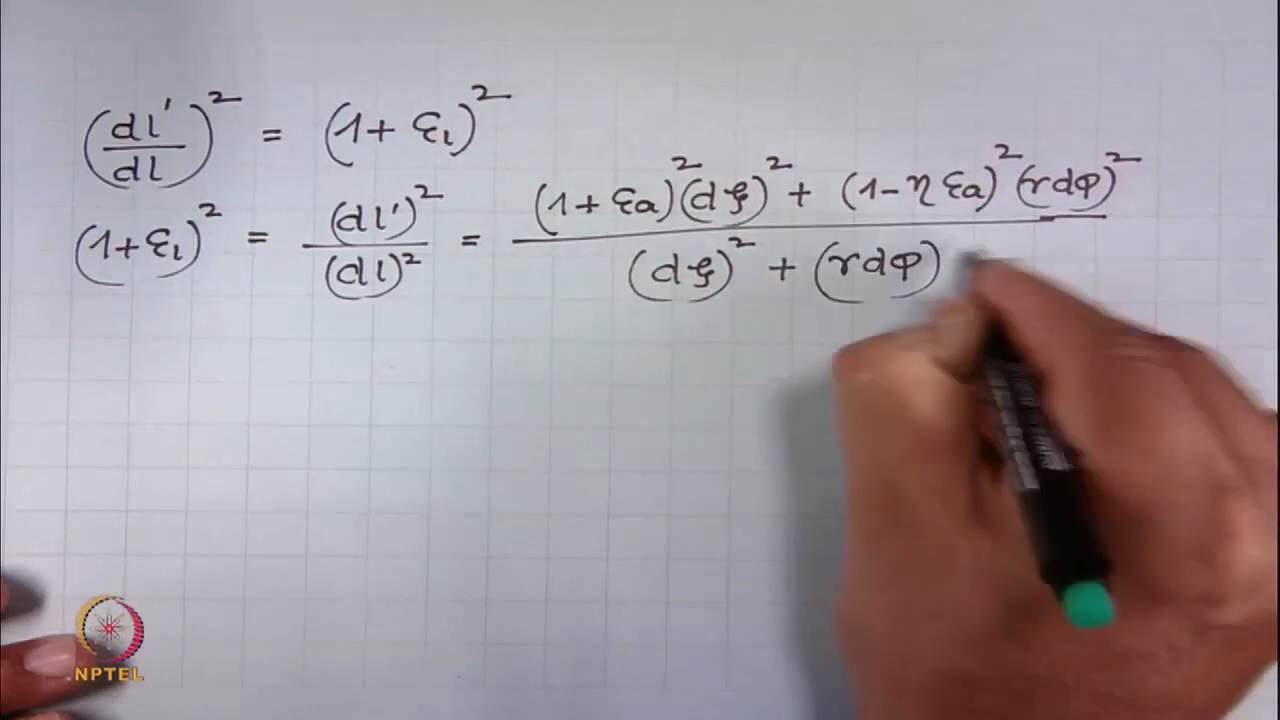 (dl'/dl)² = (1 + ε₁)²
(1+ε₁)² = (dl')²/(dl)² = ((1+εa)²(dξ)² + (1-ηεa)²(rdφ)²)/((dξ)² + (rdφ)
NPTEL